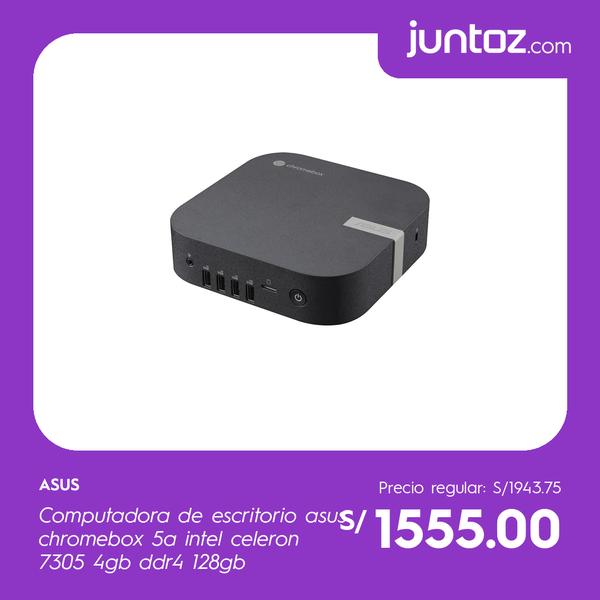 juntoz.com
chromebox
ASUS
ASUS
Precio regular: S/1943.75
Computadora de escritorio asus
chromebox 5a intel celeron
7305 4gb ddr4 128gb
S/ 1555.00